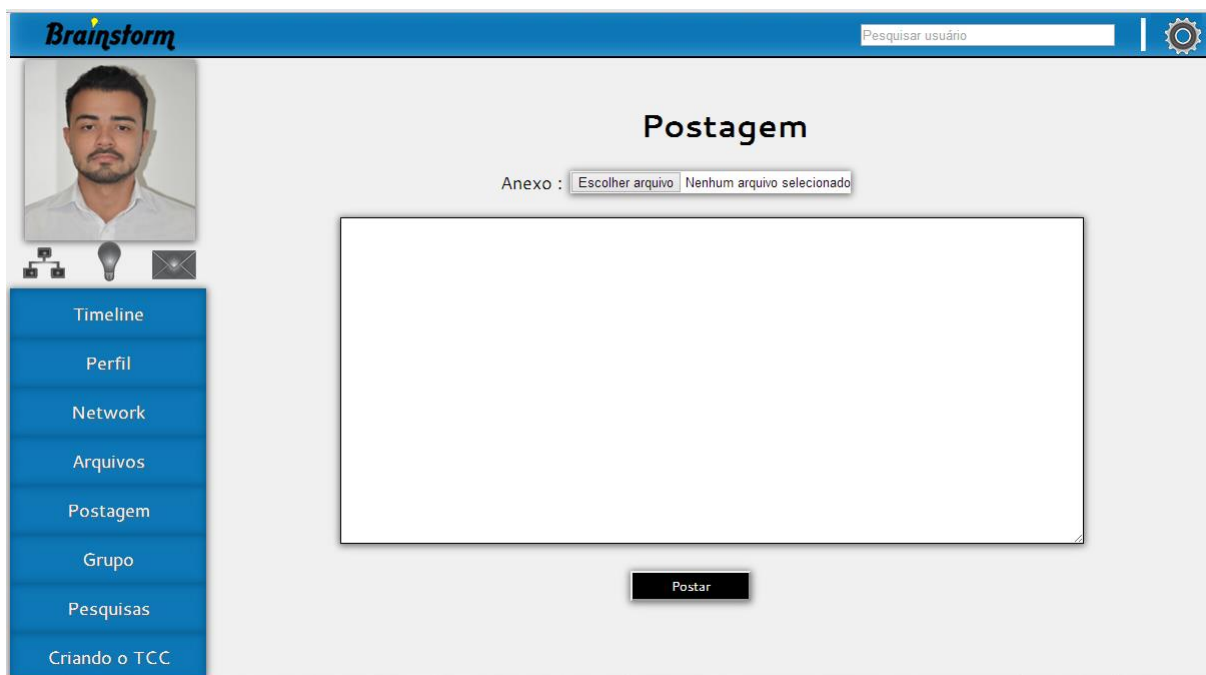 Brainstorm
Pesquisar usuário
Postagem
Anexo : Escolher arquivo Nenhum arquivo selecionado
Timeline
Perfil
Network
Arquivos
Postagem
Grupo
Pesquisas
Criando o TCC
Postar